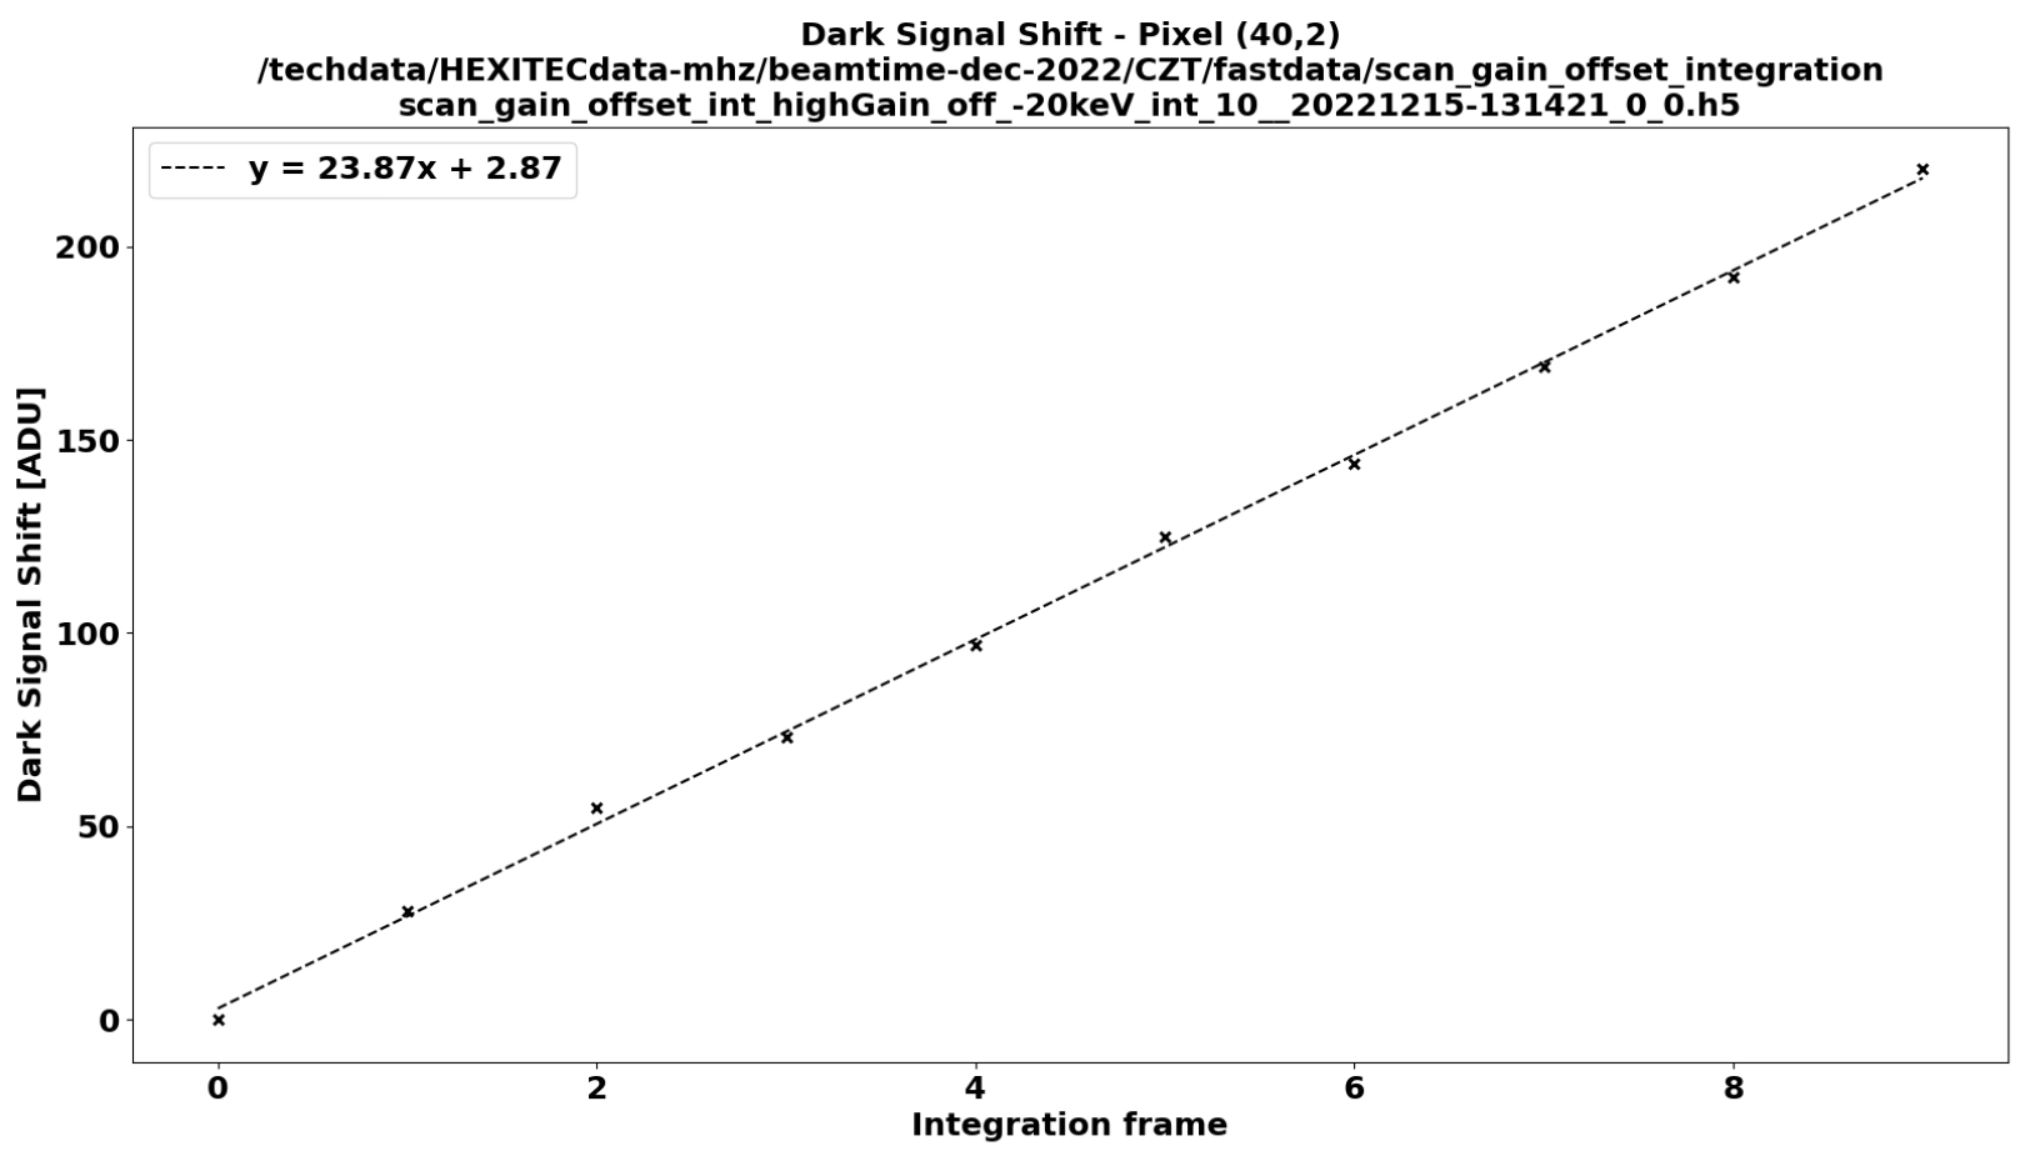 Dark Signal Shift - Pixel (40,2)
/techdata/HEXITECdata-mhz/beamtime-dec-2022/CZT/fastdata/scan_gain_offset_integration
scan_gain_offset_int_highGain_off_-20keV_int_10__20221215-131421_0_0.h5
y = 23.87x + 2.87
200
150
100
50
0
Dark Signal Shift [ADU]
0 2 4 6 8
Integration frame